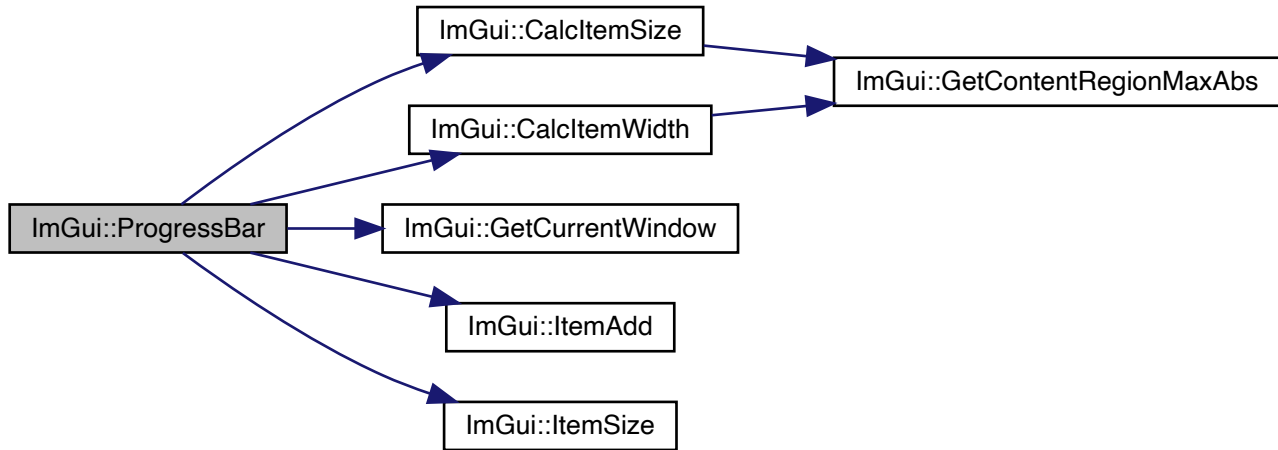 ImGui::CalcItemSize
ImGui::GetContentRegionMaxAbs
ImGui::CalcItemWidth
ImGui::ProgressBar
ImGui::GetCurrentWindow
ImGui::ItemAdd
ImGui::ItemSize